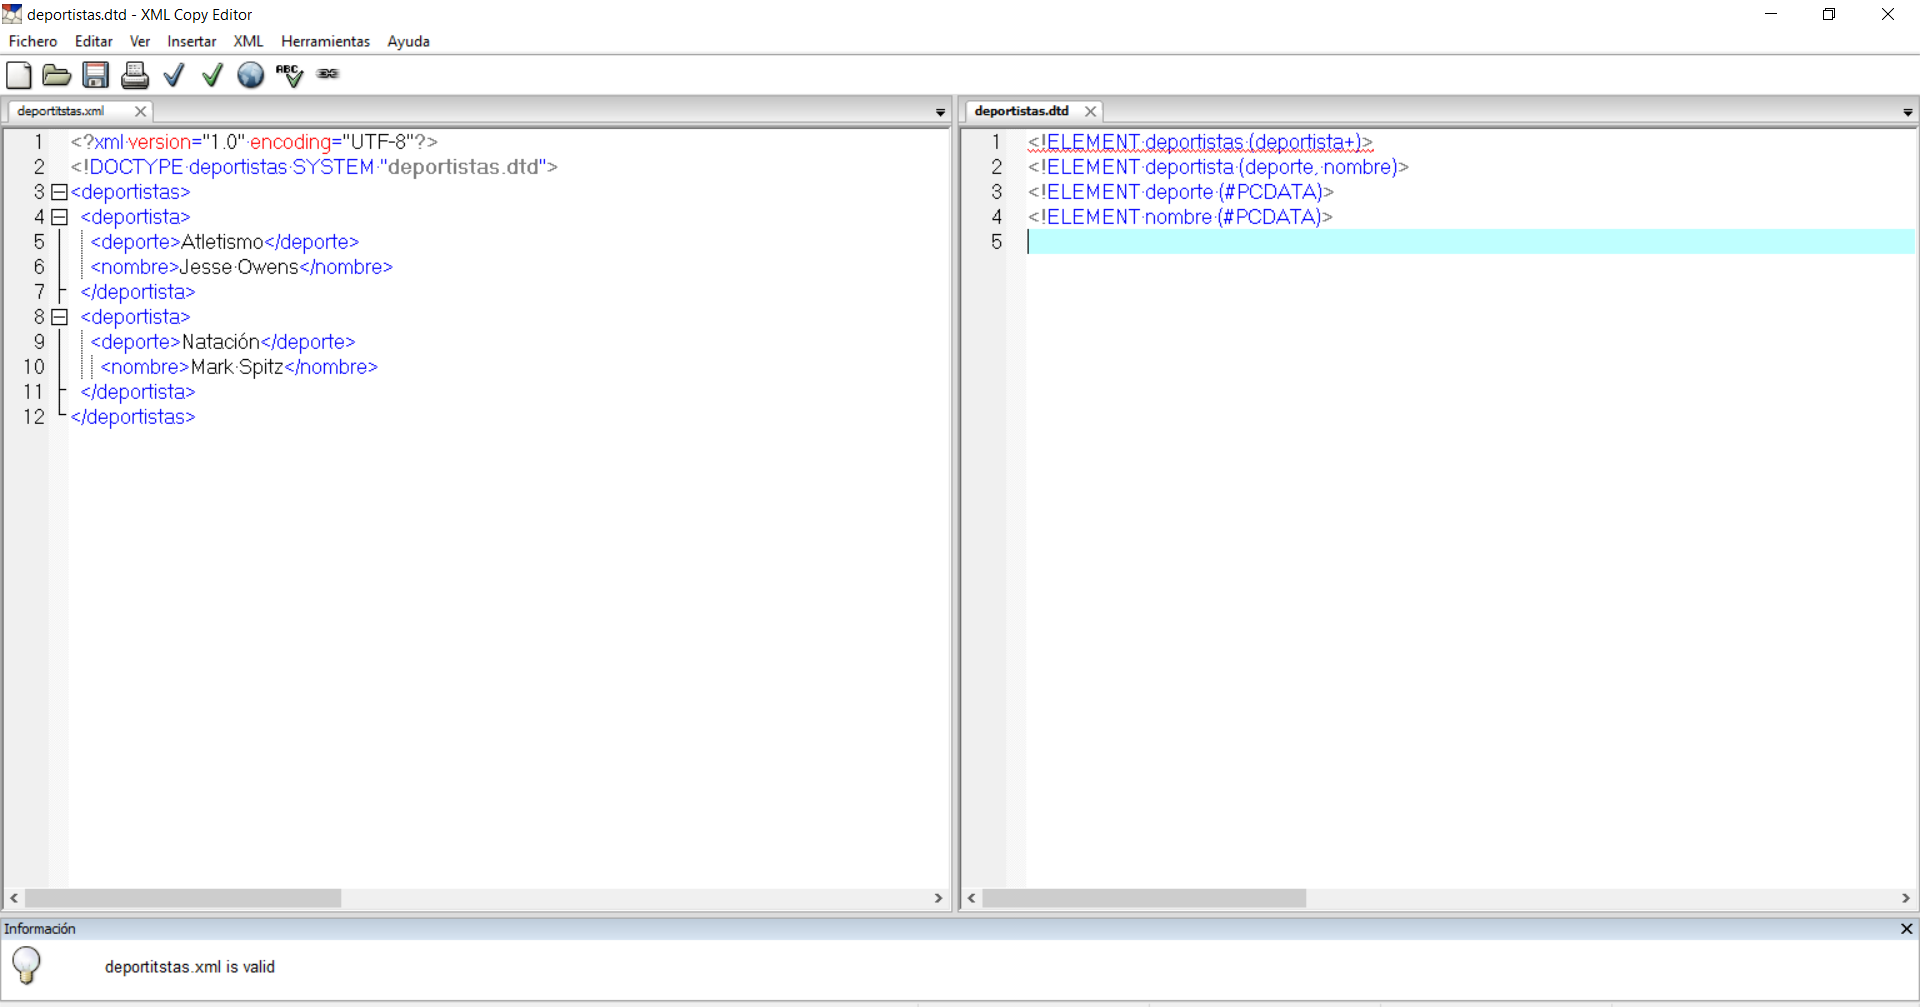 deportistas.dtd - XML Copy Editor
Fichero Editar Ver Insertar XML Herramientas Ayuda
ABC
deportitstas.xml
1 <?xml version="1.0" encoding="UTF-8"?>
2 <!DOCTYPE deportistas SYSTEM "deportistas.dtd">
3 <deportistas>
4 <deportista>
5 <deporte>Atletismo</deporte>
6 <nombre>Jesse Owens</nombre>
7 </deportista>
8 <deportista>
9 <deporte>Natación</deporte>
10 <nombre>Mark Spitz</nombre>
11 </deportista>
12 </deportistas>
deportistas.dtd
1 <!ELEMENT deportistas (deportista+)>
2 <!ELEMENT deportista (deporte, nombre)>
3 <!ELEMENT deporte (#PCDATA)>
4 <!ELEMENT nombre (#PCDATA)>
5
Información
deportitstas.xml is valid